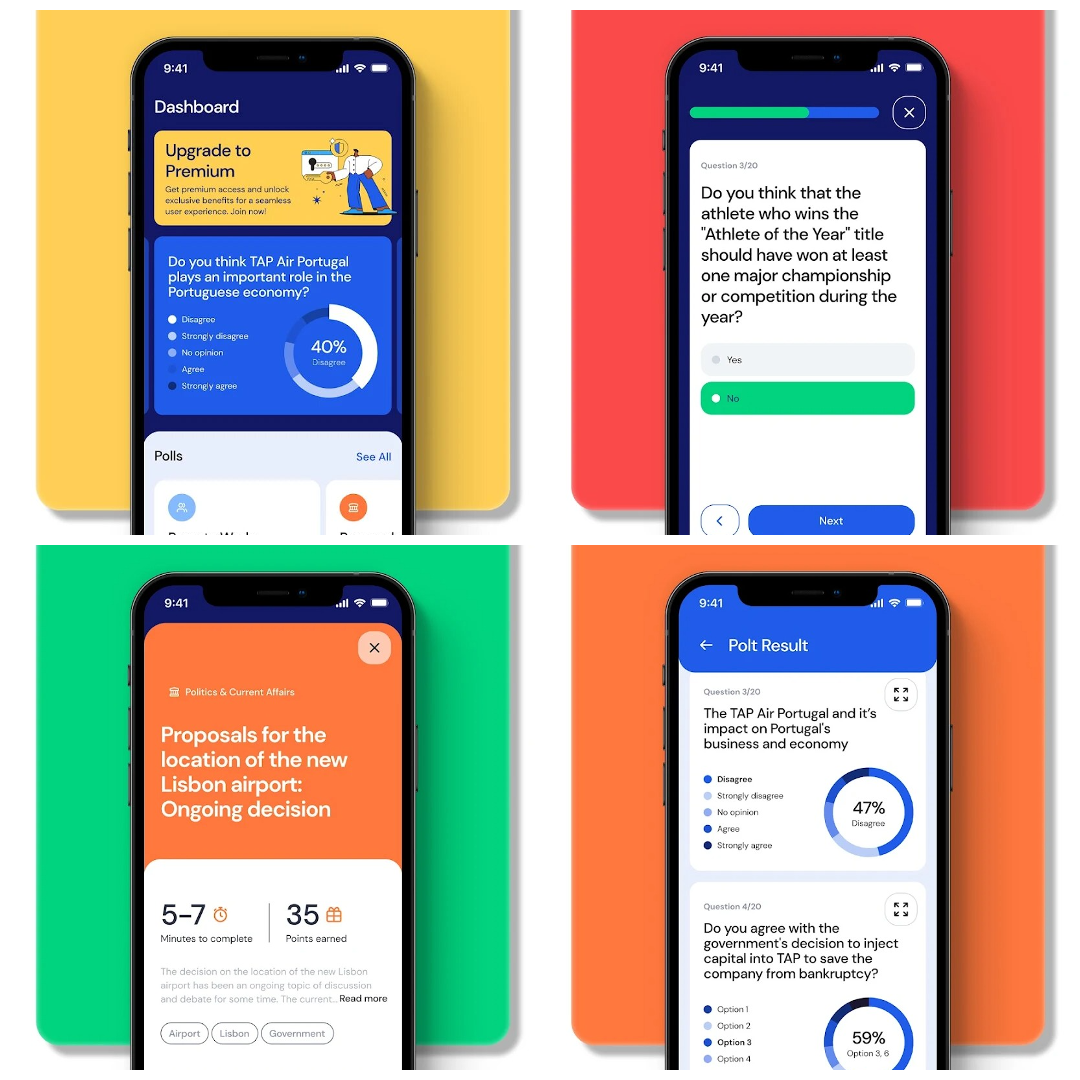 9:41
Dashboard
Upgrade to
Premium
Get premium access and unlock
exclusive benefits for a seamless
user experience. Join now!
Do you think TAP Air Portugal
plays an important role in the
Portuguese economy?
Disagree
Strongly disagree
No opinion
Agree
Strongly agree
40%
Disagree
Polls
See All
9:41
Question 3/20
Do you think that the
athlete who wins the
"Athlete of the Year" title
should have won at least
one major championship
or competition during the
year?
Yes
No
Next
9:41
Politics & Current Affairs
Proposals for the
location of the new
Lisbon airport:
Ongoing decision
5-7
Minutes to complete
35
Points earned
The decision on the location of the new Lisbon
airport has been an ongoing topic of discussion
and debate for some time. The current... Read more
Airport
Lisbon
Government
9:41
Polt Result
Question 3/20
The TAP Air Portugal and it's
impact on Portugal's
business and economy
Disagree
Strongly disagree
No opinion
Agree
Strongly agree
47%
Disagree
Question 4/20
Do you agree with the
government's decision to inject
capital into TAP to save the
company from bankruptcy?
Option 1
Option 2
Option 3
Option 4
59%
Option 3, 6